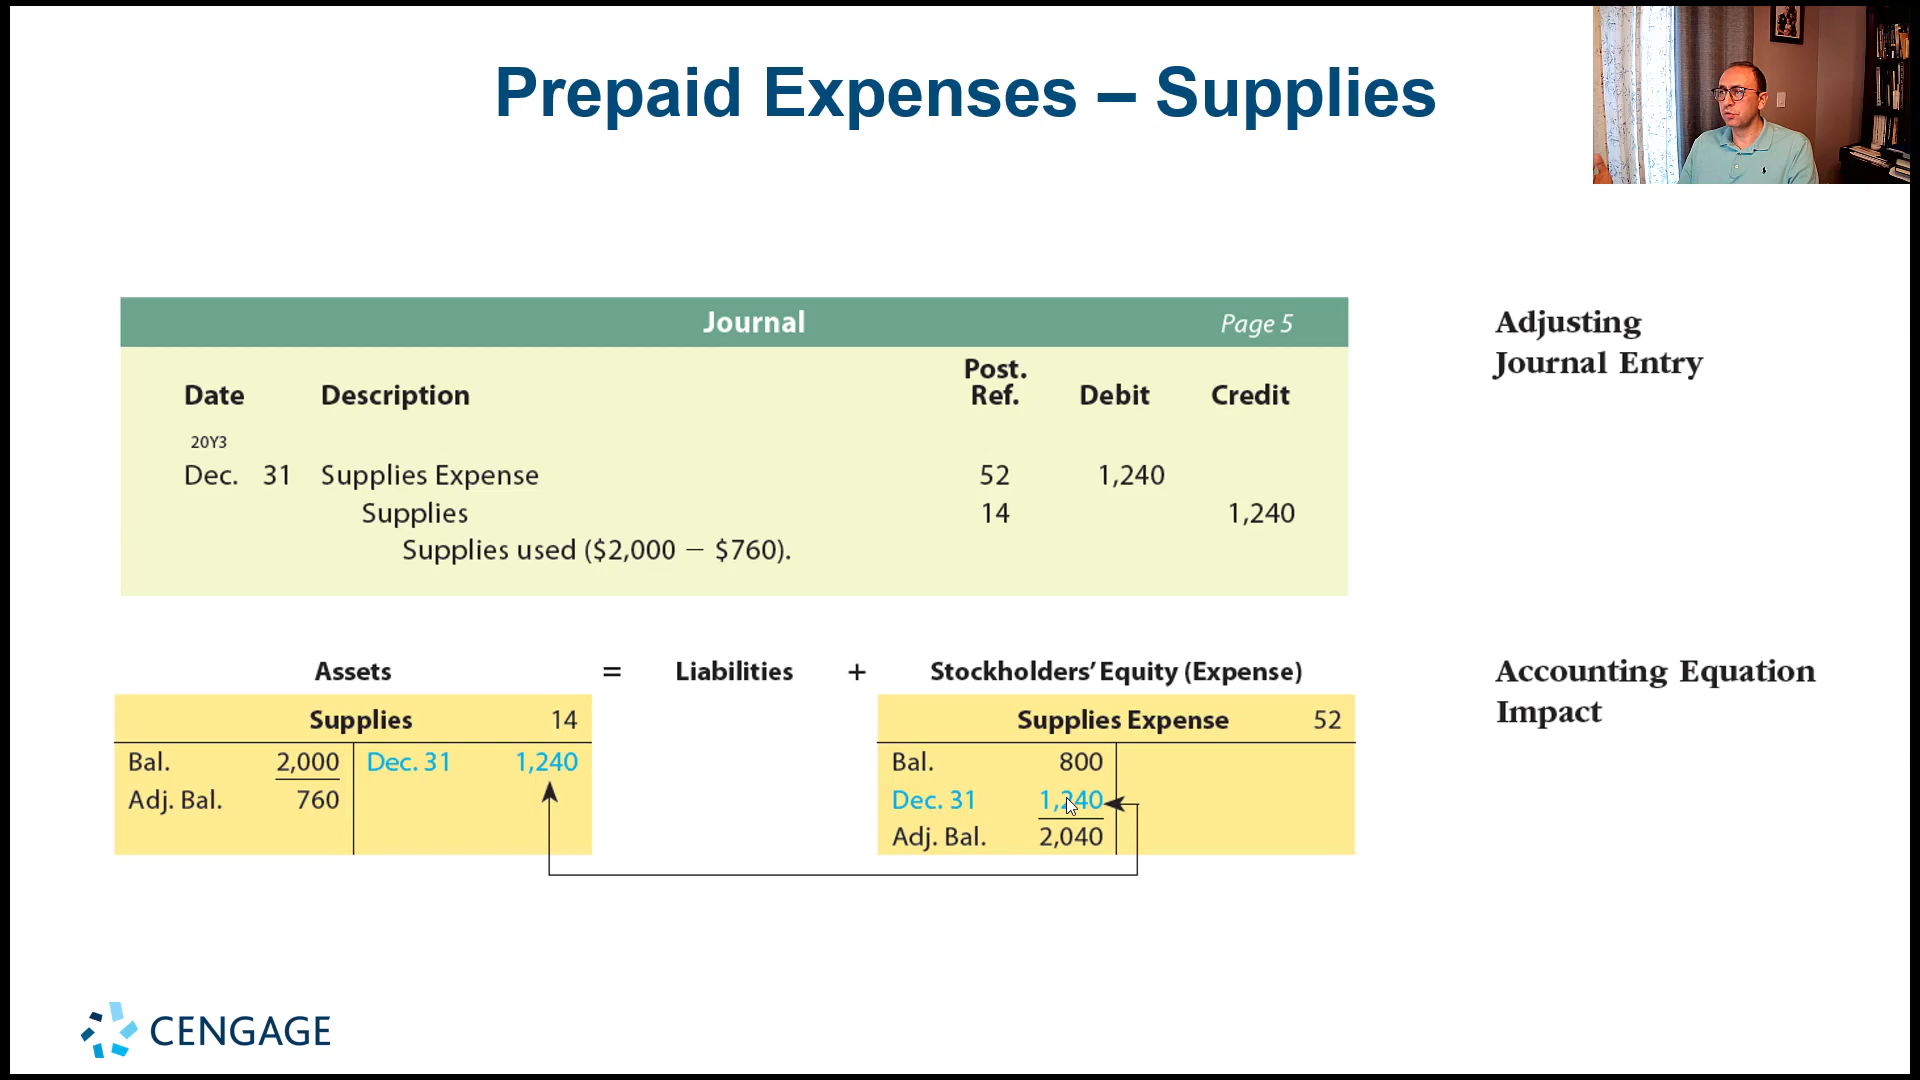 Prepaid Expenses – Supplies
Journal Page 5
Adjusting
Journal Entry
Date Description Post. Ref. Debit Credit
20Y3
Dec. 31 Supplies Expense 52 1,240
Supplies 14 1,240
Supplies used ($2,000 − $760).
Assets = Liabilities + Stockholders’ Equity (Expense)
Accounting Equation
Impact
Supplies 14
Bal. 2,000 Dec. 31 1,240
Adj. Bal. 760
Supplies Expense 52
Bal. 800
Dec. 31 1,240
Adj. Bal. 2,040
CENGAGE